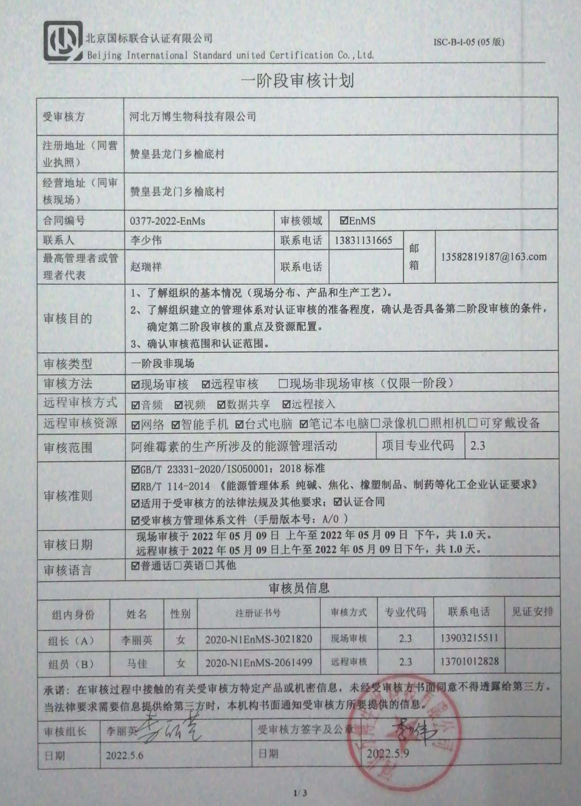 北京国标联合认证有限公司
Beijing International Standard united Certification Co.,Ltd.
ISC-B-I-05 (05 版)
一阶段审核计划
受审核方 河北万博生物科技有限公司
注册地址（同营业执照） 赞皇县龙门乡榆底村
经营地址（同审核现场） 赞皇县龙门乡榆底村
合同编号 0377-2022-EnMs 审核领域 ☑EnMS
联系人 李少伟 联系电话 13831131665 邮箱 13582819187@163.com
最高管理者或管理者代表 赵瑞祥 联系电话
审核目的
1、了解组织的基本情况（现场分布、产品和生产工艺）。
2、了解组织建立的管理体系对认证审核的准备程度，确认是否具备第二阶段审核的条件，
确定第二阶段审核的重点及资源配置。
3、确认审核范围和认证范围。
审核类型 一阶段非现场
审核方法 ☑现场审核 ☑远程审核 □现场非现场审核（仅限一阶段）
远程审核方式 ☑音频 ☑视频 ☑数据共享 ☑远程接入
远程审核资源 ☑网络 ☑智能手机 ☑台式电脑 ☑笔记本电脑□录像机□照相机□可穿戴设备
审核范围 阿维霉素的生产所涉及的能源管理活动 项目专业代码 2.3
审核准则
☑GB/T 23331-2020/ISO50001：2018 标准
☑RB/T 114-2014 《能源管理体系 纯碱、焦化、橡塑制品、制药等化工企业认证要求》
☑适用于受审核方的法律法规及其他要求；☑认证合同
☑受审核方管理体系文件（手册版本号：A/0 ）
审核日期
现场审核于 2022 年 05 月 09 日 上午至 2022 年 05 月 09 日 下午，共 1.0 天。
远程审核于 2022 年 05 月 09 日上午至 2022 年 05 月 09 日下午，共 1.0 天。
审核语言 ☑普通话□英语□其他
审核员信息
组内身份 姓名 性别 注册证书号 审核方式 专业代码 联系电话 见证安排
组长（A） 李丽英 女 2020-N1EnMS-3021820 现场审核 2.3 13903215511
组员（B） 马佳 女 2020-N1EnMS-2061499 远程审核 2.3 13701012828
承诺：在审核过程中接触的有关受审核方特定产品或机密信息，未经受审核方书面同意不得透露给第三方。
当法律要求需要信息提供给第三方时，本机构书面通知受审核方所要提供的信息。
审核组长 李丽英 李丽英 受审核方签字及公章
日期 2022.5.6 日期 2022.5.9
1/3